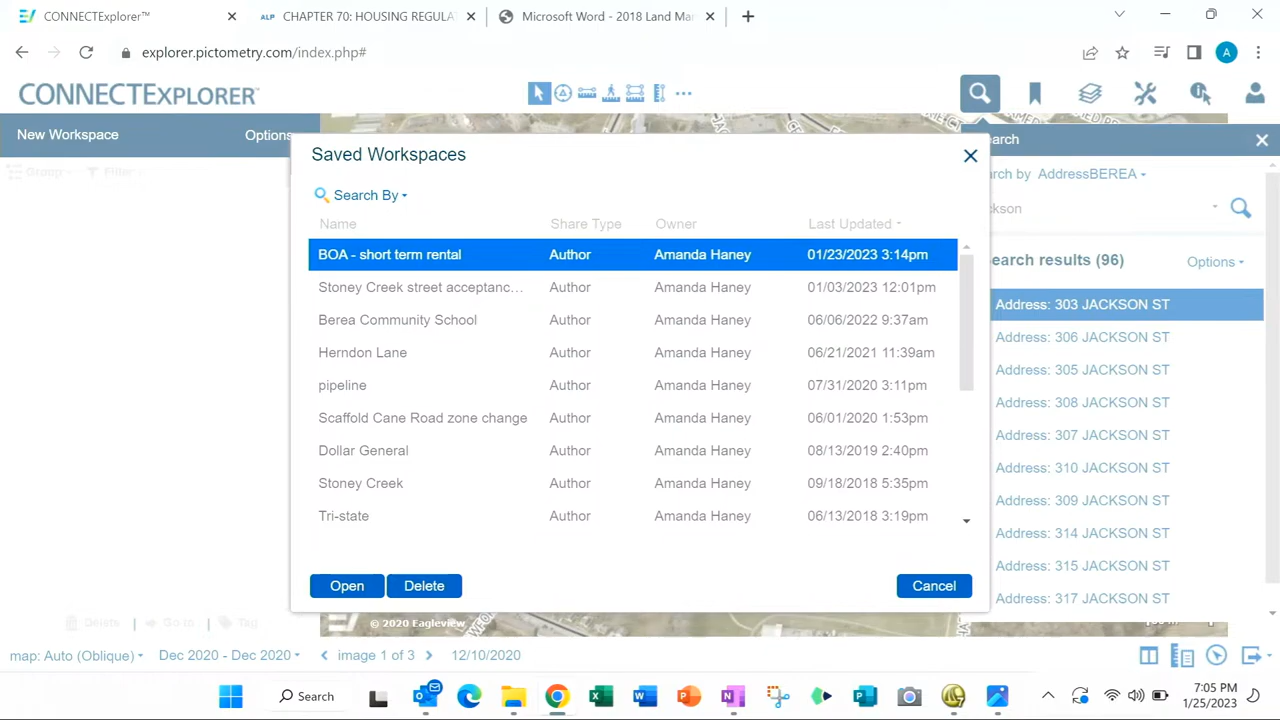 CONNECTExplorer™
ALP CHAPTER 70: HOUSING REGULA
Microsoft Word - 2018 Land Ma
explorer.pictometry.com/index.php#
A
CONNECTEXPLORER™
New Workspace
Options
Group
Filter
Saved Workspaces
Search By
Name Share Type Owner Last Updated
BOA - short term rental Author Amanda Haney 01/23/2023 3:14pm
Stoney Creek street acceptanc... Author Amanda Haney 01/03/2023 12:01pm
Berea Community School Author Amanda Haney 06/06/2022 9:37am
Herndon Lane Author Amanda Haney 06/21/2021 11:39am
pipeline Author Amanda Haney 07/31/2020 3:11pm
Scaffold Cane Road zone change Author Amanda Haney 06/01/2020 1:53pm
Dollar General Author Amanda Haney 08/13/2019 2:40pm
Stoney Creek Author Amanda Haney 09/18/2018 5:35pm
Tri-state Author Amanda Haney 06/13/2018 3:19pm
Open
Delete
Cancel
earch
rch by AddressBEREA
ckson
earch results (96)
Options
Address: 303 JACKSON ST
Address: 306 JACKSON ST
Address: 305 JACKSON ST
Address: 308 JACKSON ST
Address: 307 JACKSON ST
Address: 310 JACKSON ST
Address: 309 JACKSON ST
Address: 314 JACKSON ST
Address: 315 JACKSON ST
Address: 317 JACKSON ST
Delete | Go to | Tag
© 2020 Eagleview
map: Auto (Oblique)
Dec 2020 - Dec 2020
image 1 of 3
12/10/2020
Search
7:05 PM
1/25/2023